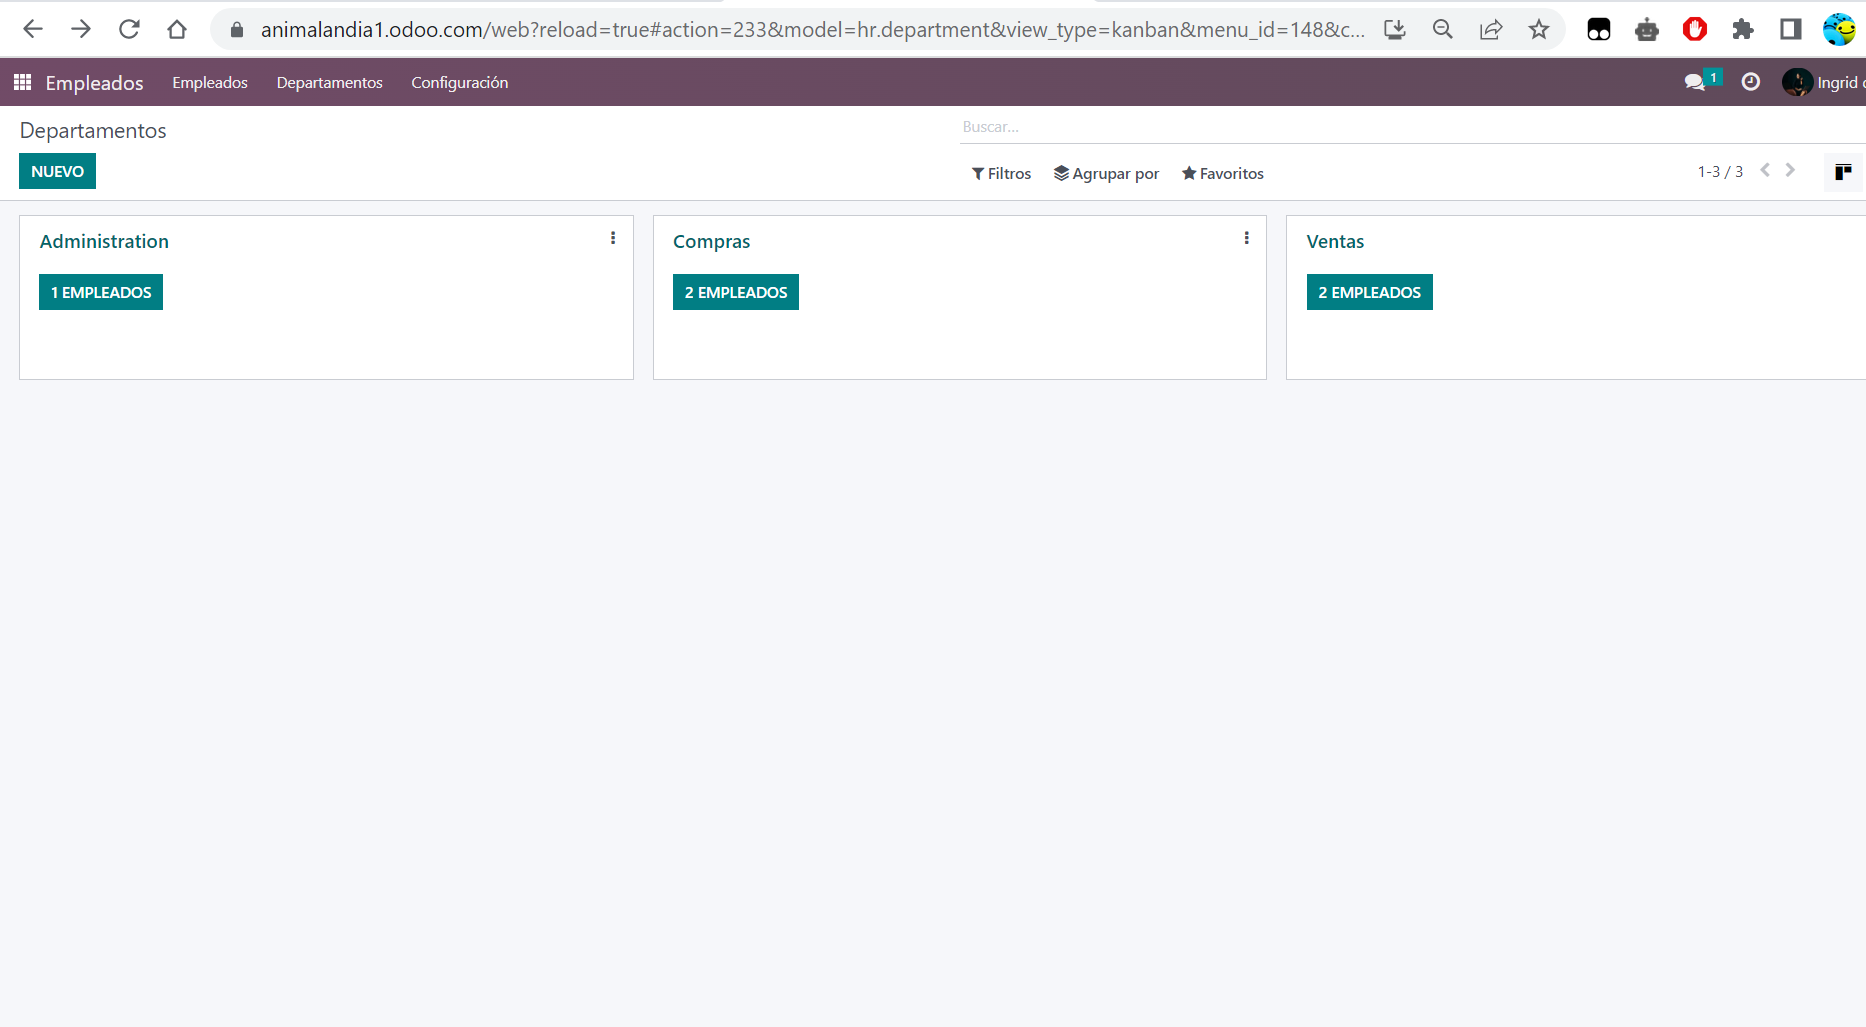 animalandia1.odoo.com/web?reload=true#action=233&model=hr.department&view_type=kanban&menu_id=148&c...
Empleados Empleados Departamentos Configuración 1 Ingrid
Departamentos
Buscar...
NUEVO
Filtros Agrupar por Favoritos 1-3 / 3
Administration
Compras
Ventas
1 EMPLEADOS
2 EMPLEADOS
2 EMPLEADOS